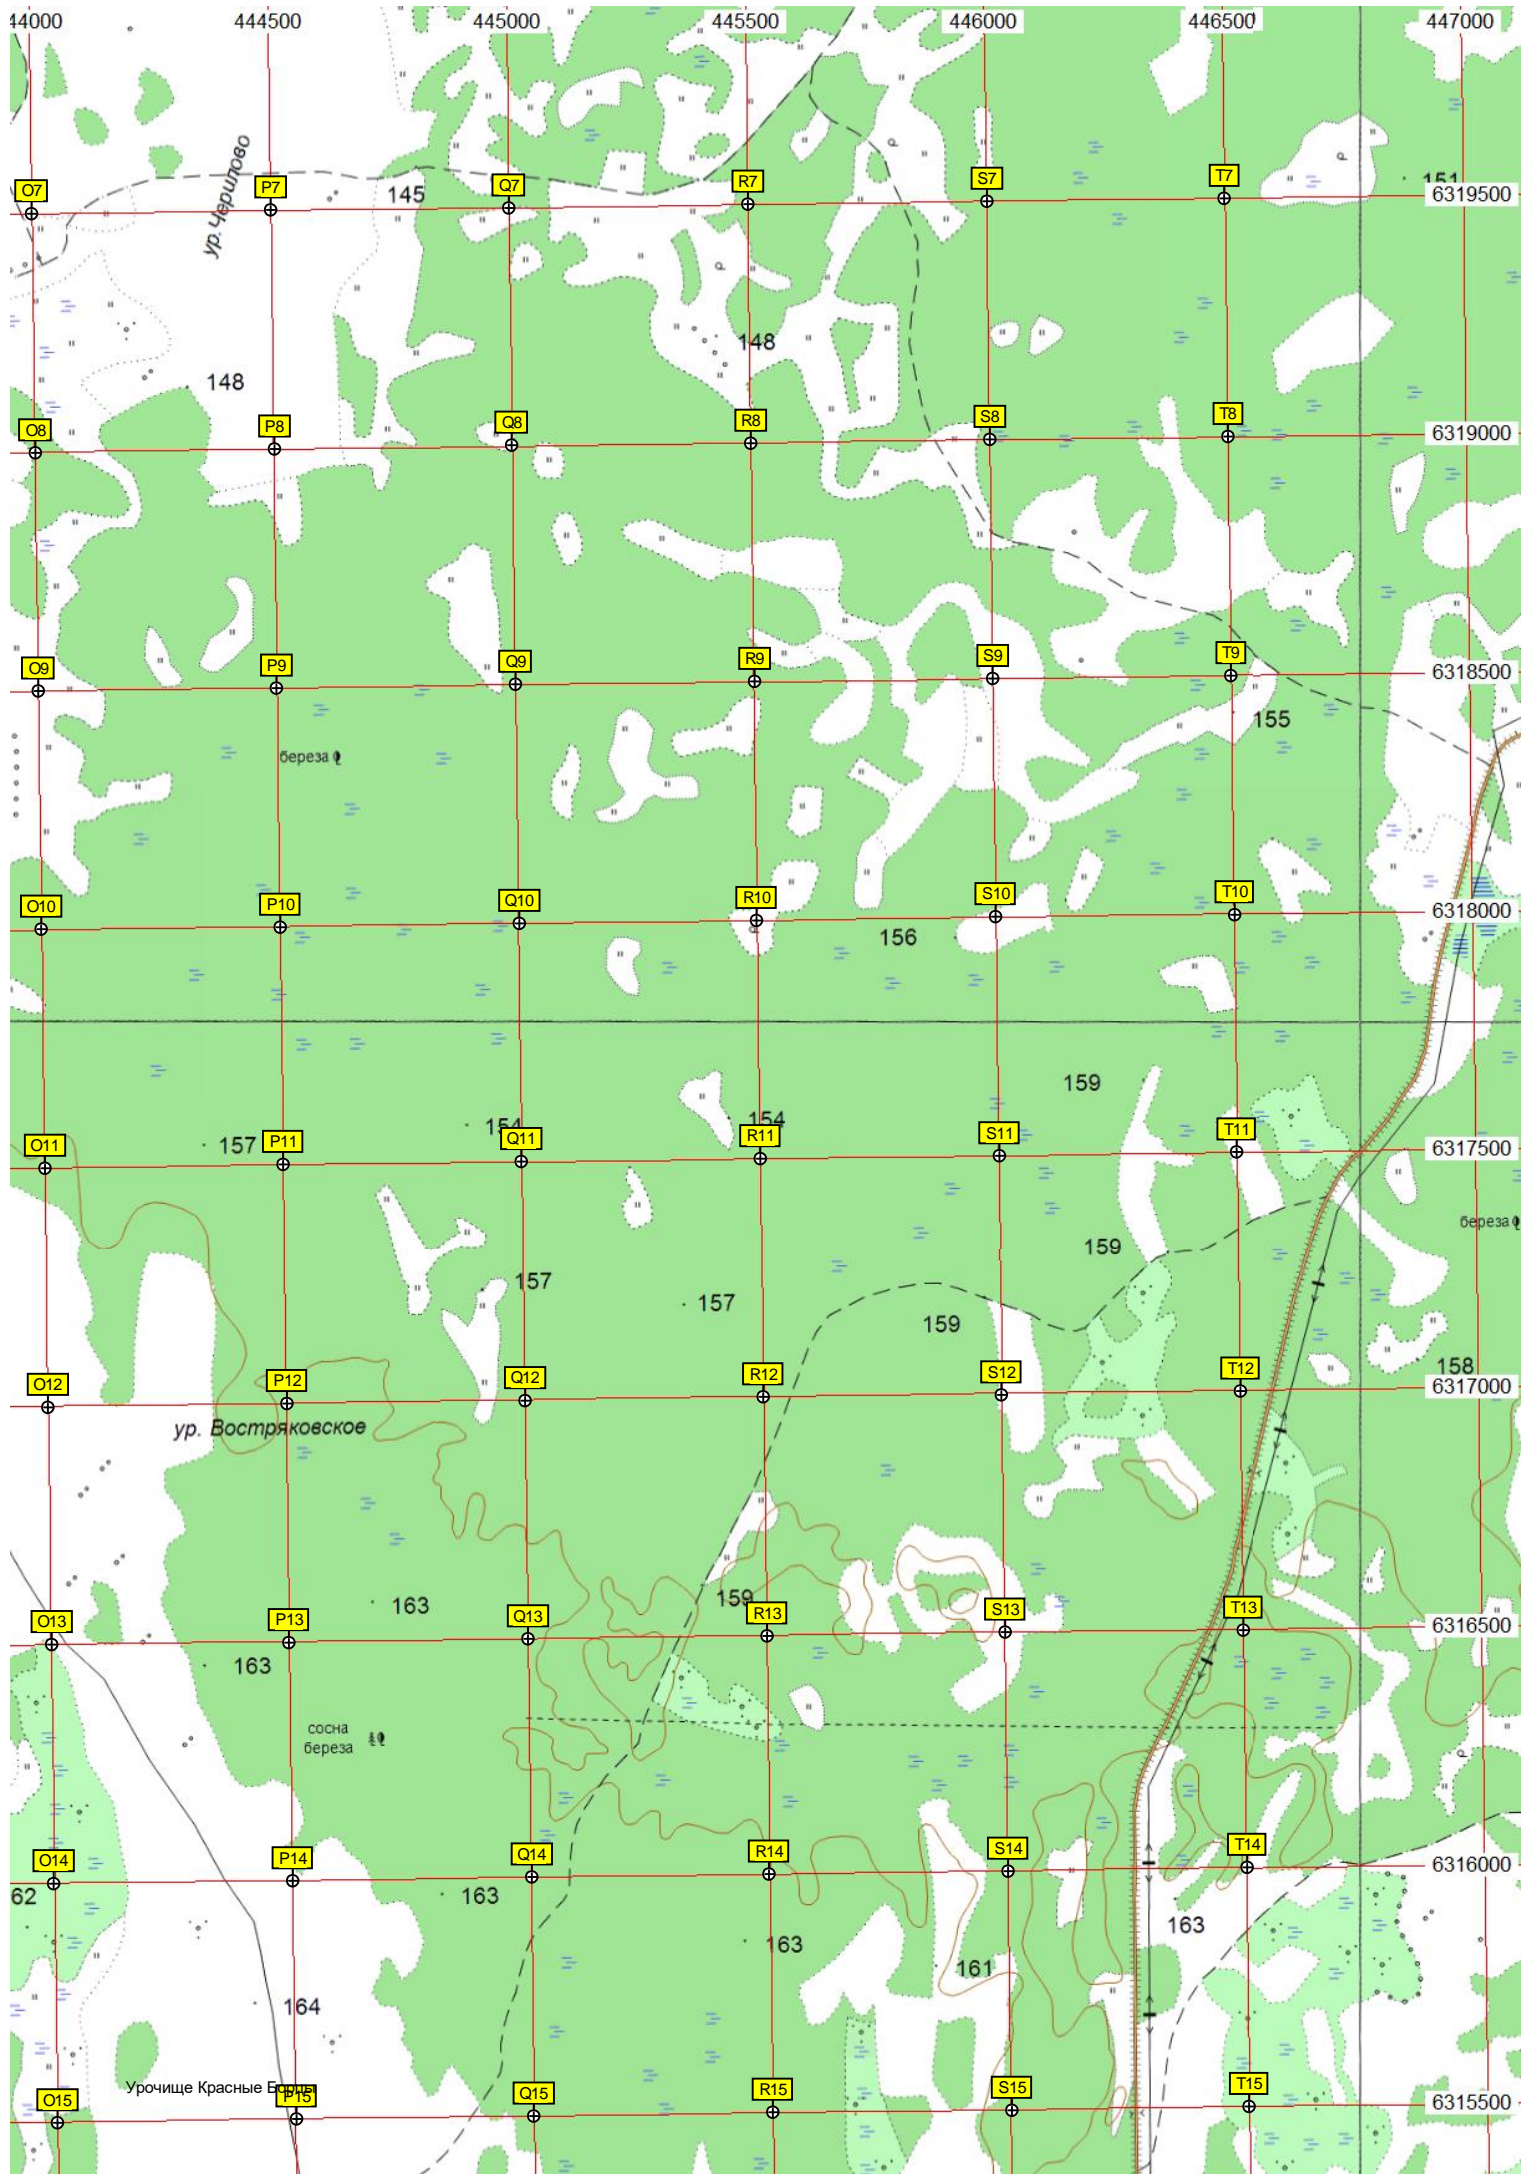 44000 444500 445000 445500 446000 446500 447000
ур. Черилово
O7 P7 145 Q7 R7 S7 T7 151
6319500
148
148
O8 P8 Q8 R8 S8 T8
6319000
O9 P9 Q9 R9 S9 T9
6318500
155
береза
O10 P10 Q10 R10 S10 T10
6318000
156
159
154 154
O11 157 P11 Q11 R11 S11 T11
6317500
береза
159
157
157
159
158
O12 P12 Q12 R12 S12 T12
6317000
ур. Востряковское
163
159
O13 P13 Q13 R13 S13 T13
6316500
163
сосна
береза
O14 P14 Q14 R14 S14 T14
6316000
62
163
163
163
161
164
Урочище Красные Борцы
O15 P15 Q15 R15 S15 T15
6315500